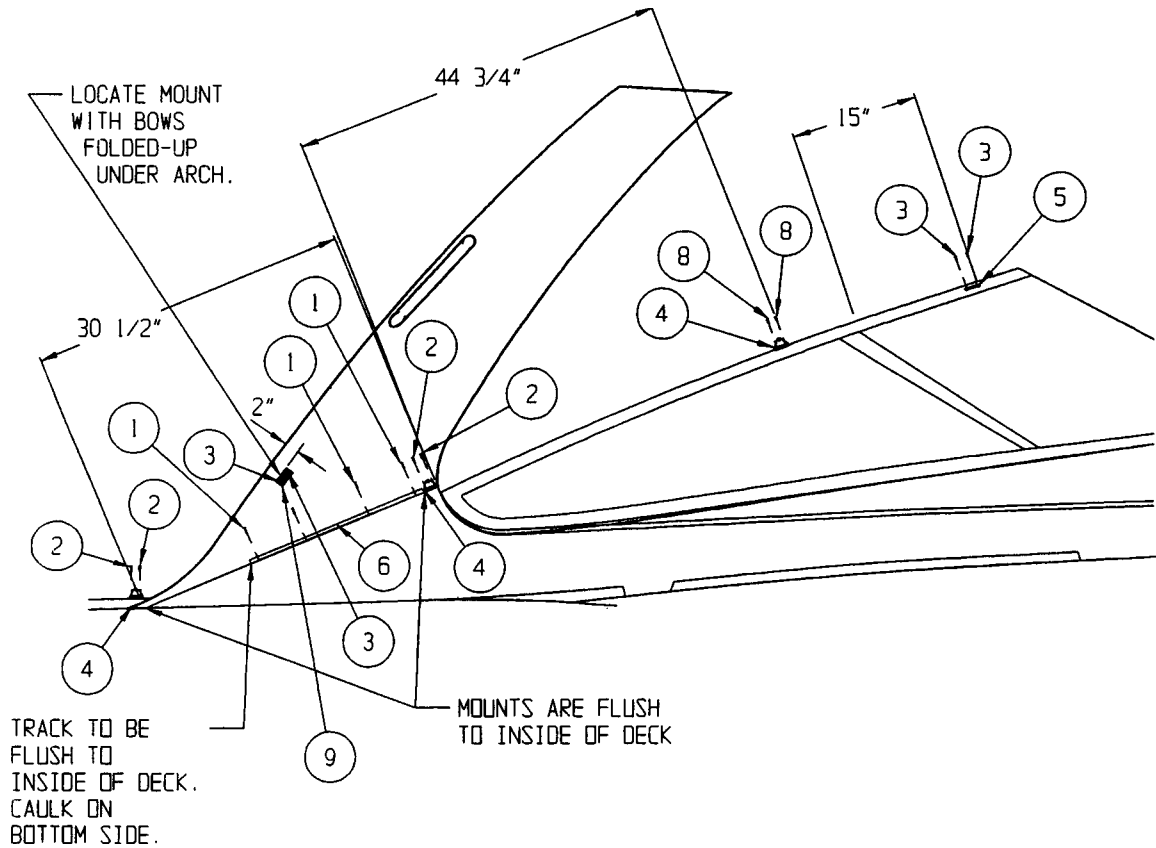 44 3/4"
LOCATE MOUNT
WITH BOWS
FOLDED-UP
UNDER ARCH.
15"
3
3
5
8
8
4
30 1/2"
1
1
2
2
2"
1
3
2
2
6
4
3
4
9
MOUNTS ARE FLUSH
TO INSIDE OF DECK
TRACK TO BE
FLUSH TO
INSIDE OF DECK.
CAULK ON
BOTTOM SIDE.